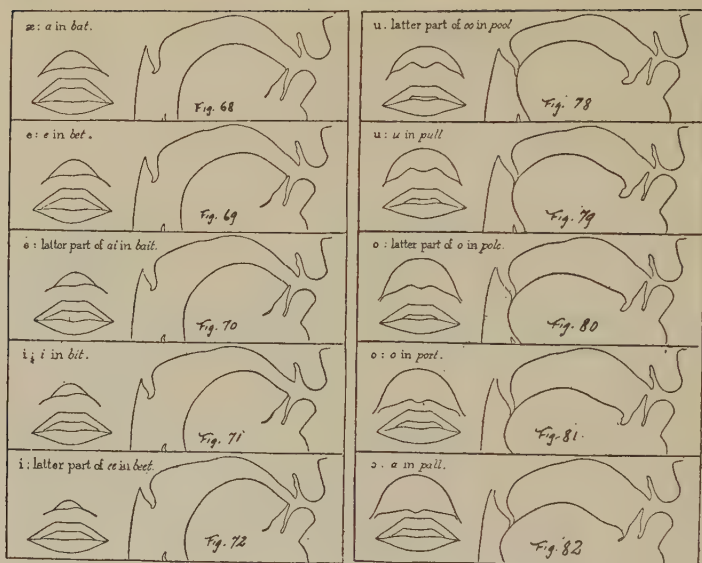 æ: a in bat.
Fig. 68
e: e in bet.
Fig. 69
e: lattor part of ai in bait.
Fig. 70
i: i in bit.
Fig. 71
i: latter part of ee in beet.
Fig. 72
u. latter part of oo in pool
Fig. 78
u: u in pull
Fig. 79
o: latter part of o in pole.
Fig. 80
o: o in port.
Fig. 81.
ɔ. a in pall.
Fig. 82